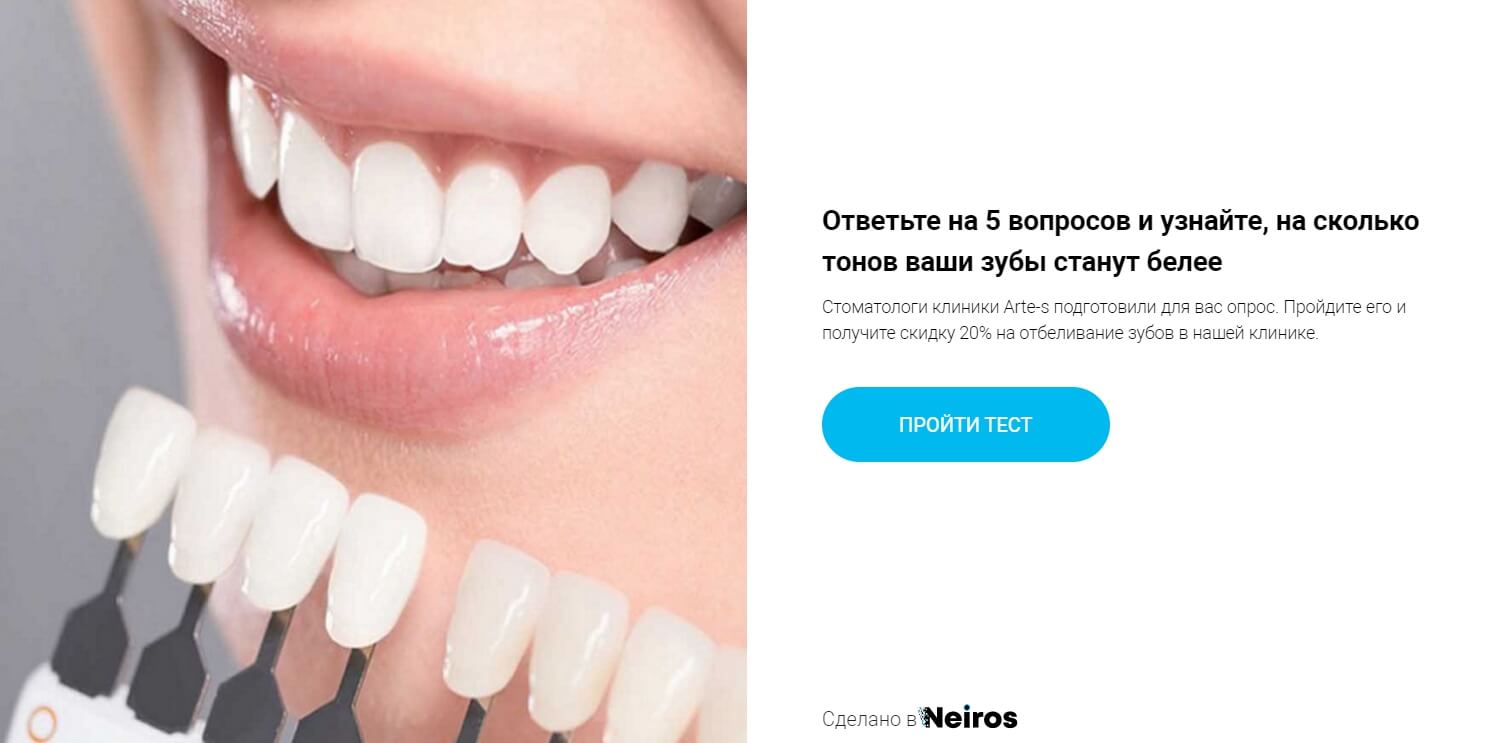 Ответьте на 5 вопросов и узнайте, на сколько
тонов ваши зубы станут белее
Стоматологи клиники Arte-s подготовили для вас опрос. Пройдите его и
получите скидку 20% на отбеливание зубов в нашей клинике.
ПРОЙТИ ТЕСТ
Сделано в Neiros